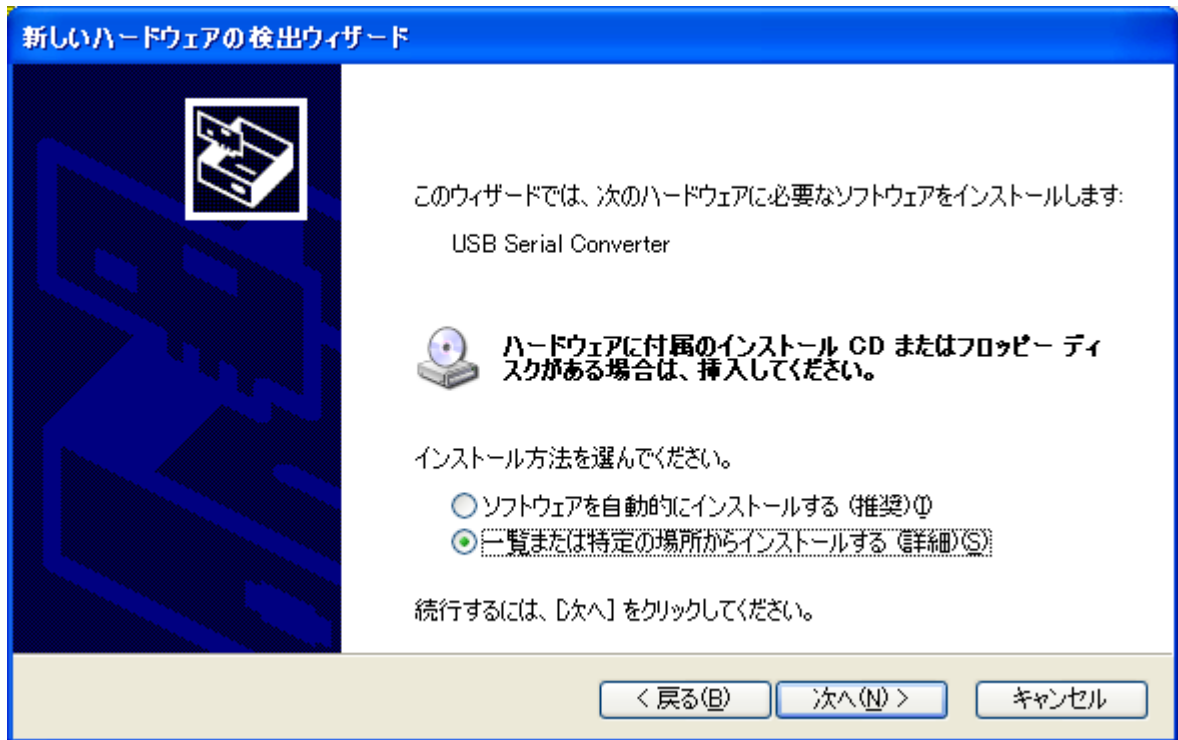 新しいハードウェアの検出ウィザード
このウィザードでは、次のハードウェアに必要なソフトウェアをインストールします:
USB Serial Converter
ハードウェアに付属のインストール CD またはフロッピー ディ
スクがある場合は、挿入してください。
インストール方法を選んでください。
ソフトウェアを自動的にインストールする (推奨)(I)
一覧または特定の場所からインストールする (詳細)(S)
続行するには、[次へ] をクリックしてください。
< 戻る(B) 次へ(N) > キャンセル